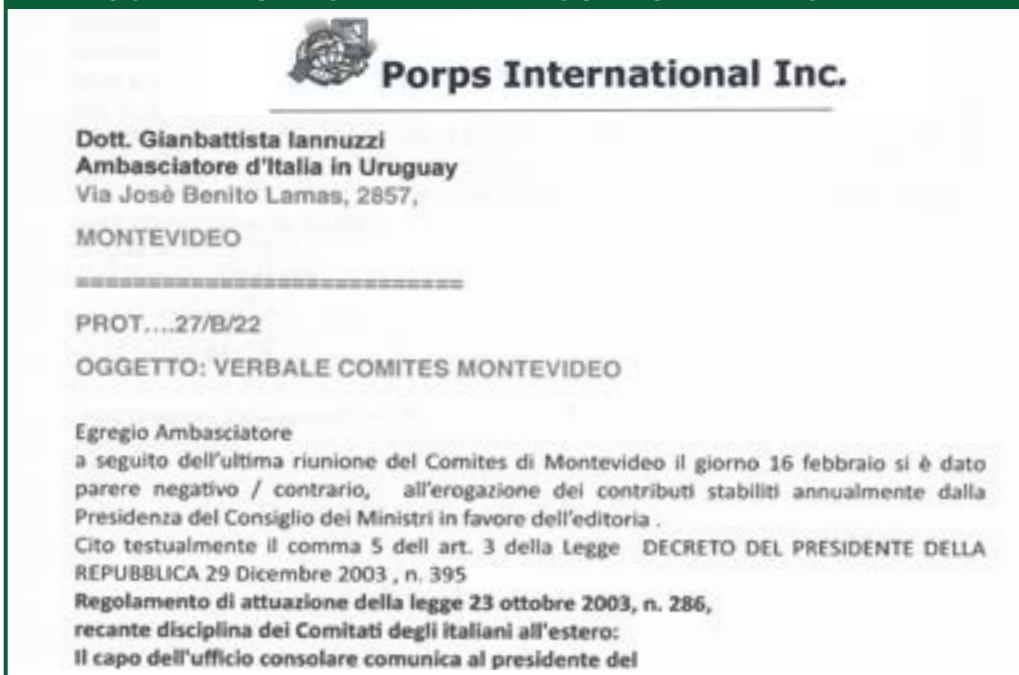 Porps International Inc.
Dott. Gianbattista Iannuzzi
Ambasciatore d'Italia in Uruguay
Via Josè Benito Lamas, 2857,
MONTEVIDEO
===========================
PROT....27/B/22
OGGETTO: VERBALE COMITES MONTEVIDEO
Egregio Ambasciatore
a seguito dell'ultima riunione del Comites di Montevideo il giorno 16 febbraio si è dato
parere negativo / contrario, all'erogazione dei contributi stabiliti annualmente dalla
Presidenza del Consiglio dei Ministri in favore dell'editoria .
Cito testualmente il comma 5 dell art. 3 della Legge DECRETO DEL PRESIDENTE DELLA
REPUBBLICA 29 Dicembre 2003 , n. 395
Regolamento di attuazione della legge 23 ottobre 2003, n. 286,
recante disciplina dei Comitati degli italiani all'estero:
Il capo dell'ufficio consolare comunica al presidente del